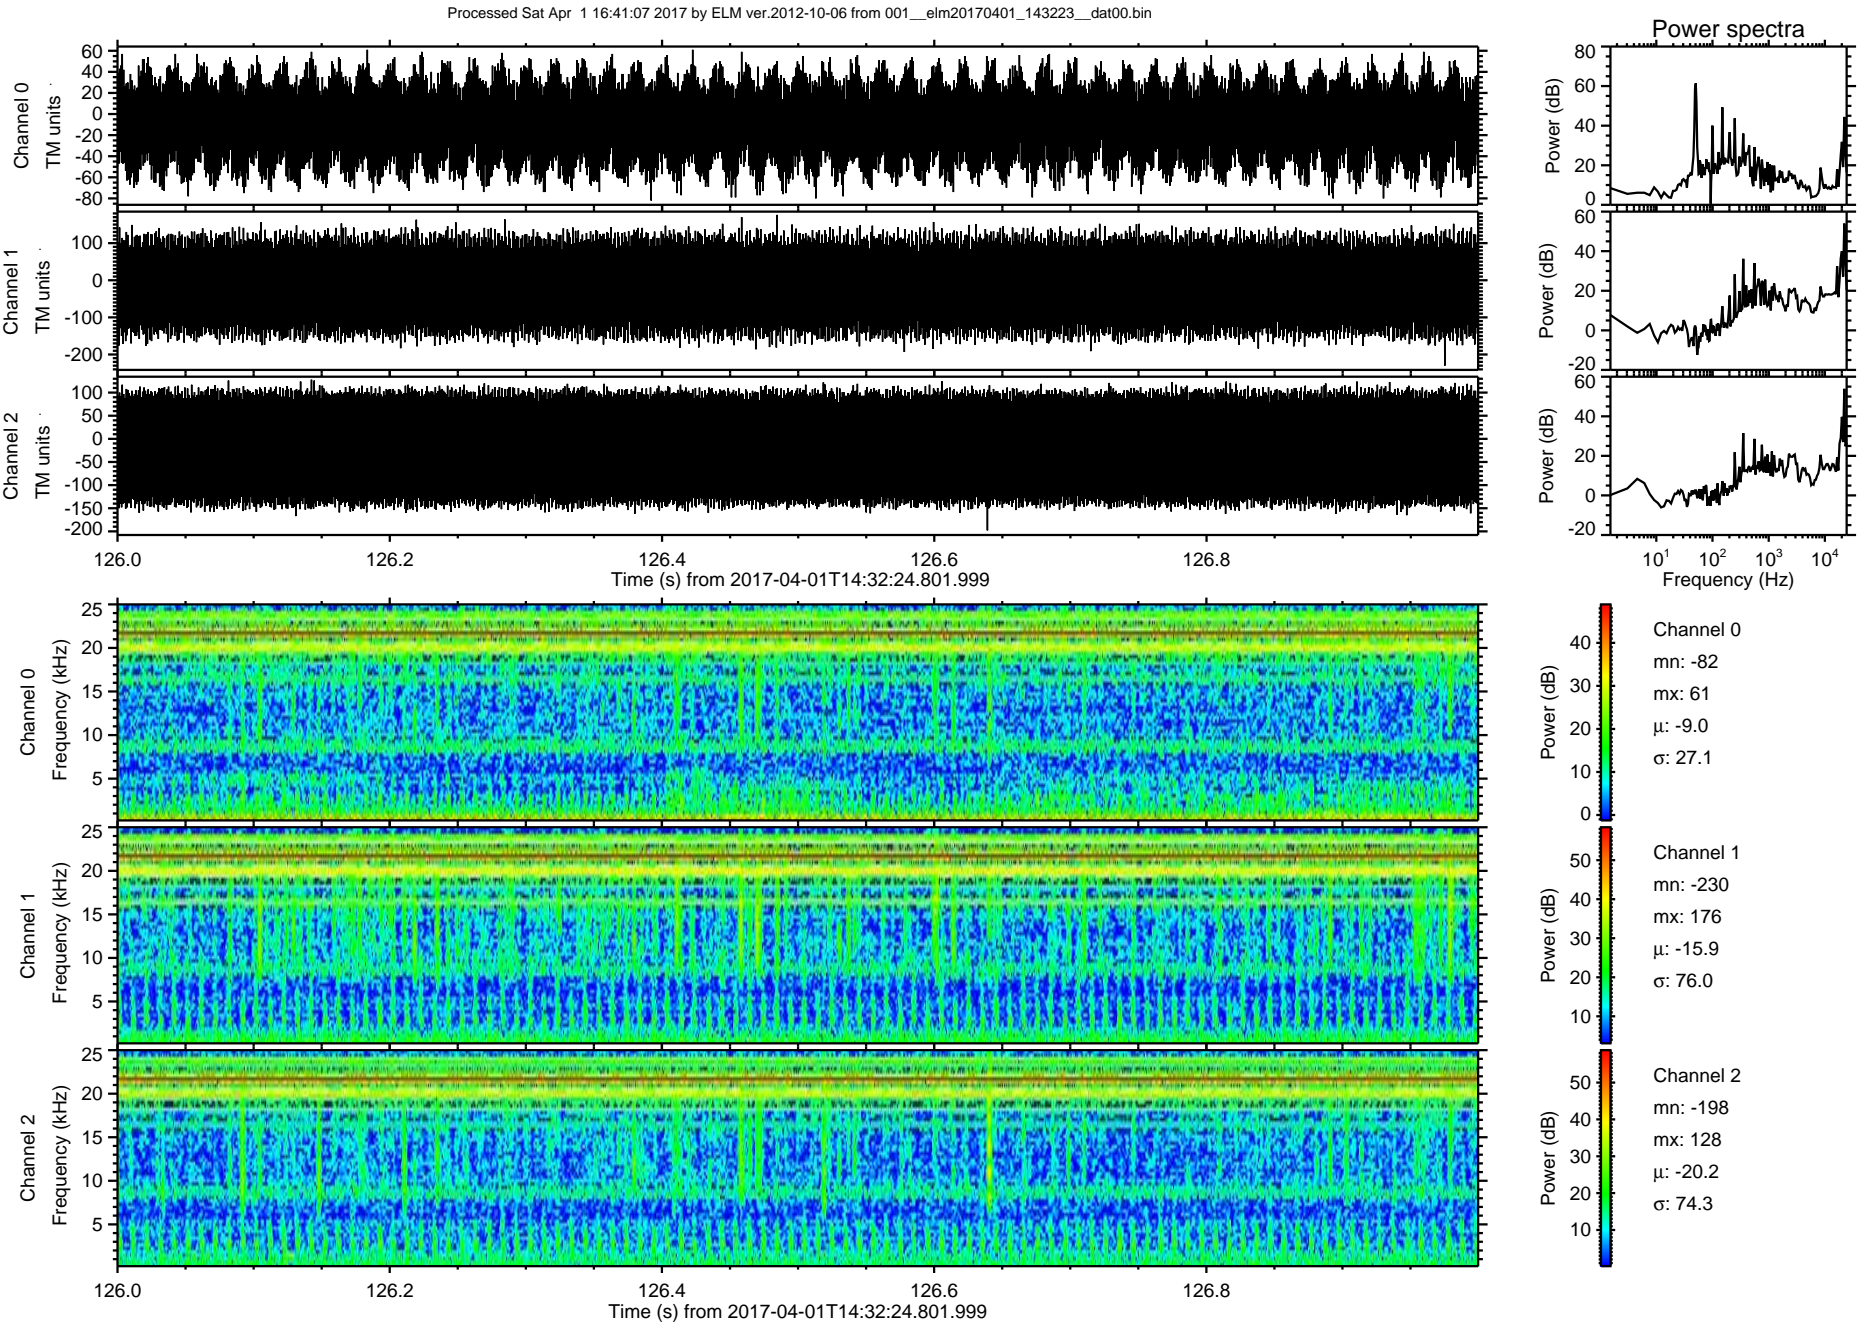 Processed Sat Apr  1 16:41:07 2017 by ELM ver.2012-10-06 from 001__elm20170401_143223__dat00.bin
Power spectra
Channel 0
TM units
60
40
20
0
-20
-40
-60
-80
Power (dB)
80
60
40
20
0
Channel 1
TM units
100
0
-100
-200
Power (dB)
60
40
20
0
-20
Channel 2
TM units
100
50
0
-50
-100
-150
-200
Power (dB)
60
40
20
0
-20
126.0 126.2 126.4 126.6 126.8
Time (s) from 2017-04-01T14:32:24.801.999
10¹ 10² 10³ 10⁴
Frequency (Hz)
Channel 0
Frequency (kHz)
25
20
15
10
5
Power (dB)
40
30
20
10
0
Channel 0
mn: -82
mx: 61
μ: -9.0
σ: 27.1
Channel 1
Frequency (kHz)
25
20
15
10
5
Power (dB)
50
40
30
20
10
Channel 1
mn: -230
mx: 176
μ: -15.9
σ: 76.0
Channel 2
Frequency (kHz)
25
20
15
10
5
Power (dB)
50
40
30
20
10
Channel 2
mn: -198
mx: 128
μ: -20.2
σ: 74.3
126.0 126.2 126.4 126.6 126.8
Time (s) from 2017-04-01T14:32:24.801.999